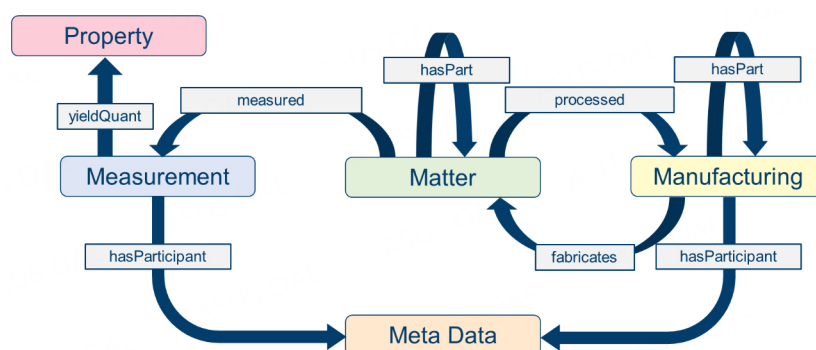 Property
hasPart
hasPart
measured
processed
yieldQuant
Measurement
Matter
Manufacturing
hasParticipant
fabricates
hasParticipant
Meta Data